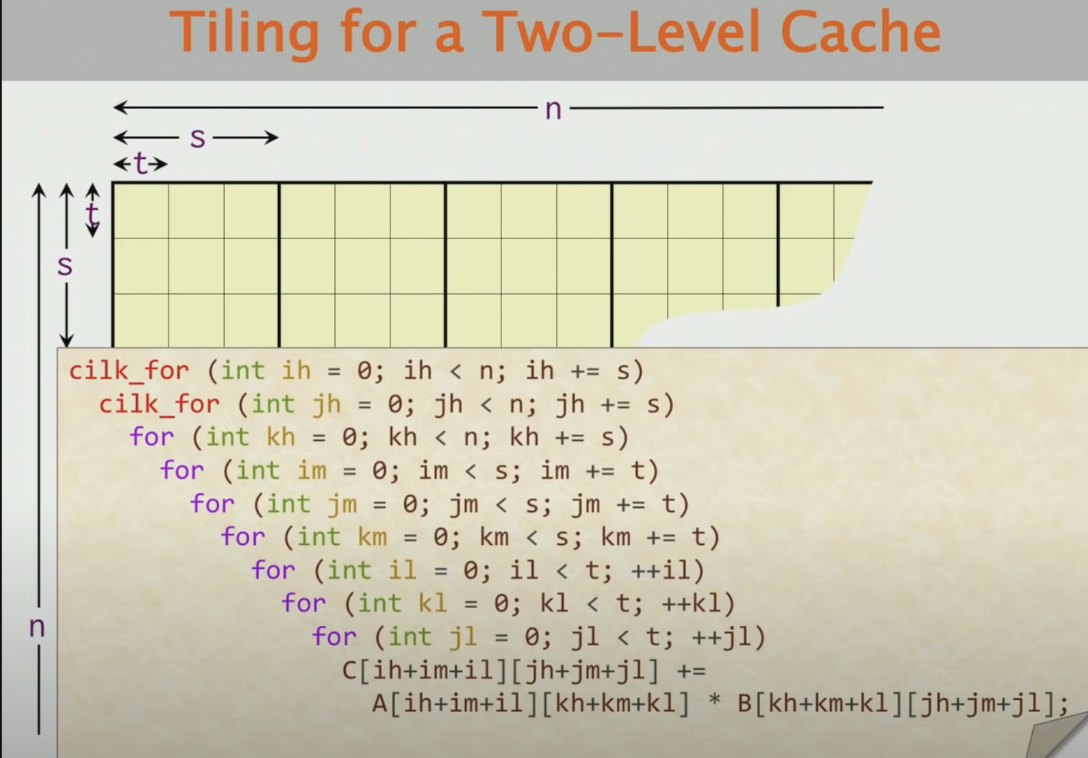 Tiling for a Two-Level Cache
n
s
t
t
s
n
cilk_for (int ih = 0; ih < n; ih += s)
cilk_for (int jh = 0; jh < n; jh += s)
for (int kh = 0; kh < n; kh += s)
for (int im = 0; im < s; im += t)
for (int jm = 0; jm < s; jm += t)
for (int km = 0; km < s; km += t)
for (int il = 0; il < t; ++il)
for (int kl = 0; kl < t; ++kl)
for (int jl = 0; jl < t; ++jl)
C[ih+im+il][jh+jm+jl] +=
A[ih+im+il][kh+km+kl] * B[kh+km+kl][jh+jm+jl];